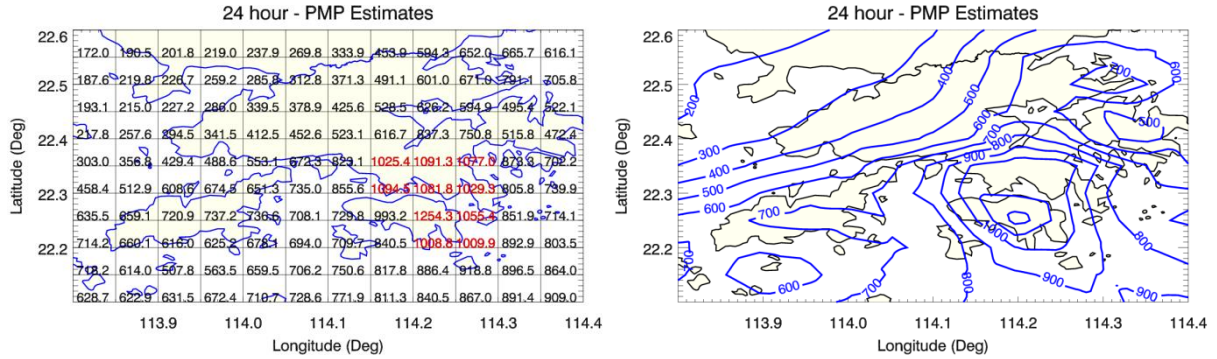 24 hour - PMP Estimates
22.6
172.0 190.5 201.8 219.0 237.9 269.8 333.9 453.9 594.3 652.0 665.7 616.1
187.6 219.8 226.7 259.2 285.8 312.8 371.3 491.1 601.0 671.9 791.1 705.8
22.5
193.1 215.0 227.2 286.0 339.5 378.9 425.6 528.5 626.2 594.9 495.4 522.1
22.4
217.8 257.6 294.5 341.5 412.5 452.6 523.1 616.7 837.3 750.8 515.8 472.4
303.0 356.8 429.4 488.6 553.1 672.3 823.1 1025.4 1091.3 1077.0 873.3 702.2
22.3
458.4 512.9 608.6 674.5 651.3 735.0 855.6 1094.5 1081.8 1029.3 805.8 739.9
635.5 659.1 720.9 737.2 736.6 708.1 729.8 993.2 1254.3 1055.4 851.9 714.1
22.2
714.2 660.1 616.0 625.2 678.1 694.0 709.7 840.5 1008.8 1009.9 892.9 803.5
718.2 614.0 507.8 563.5 659.5 706.2 750.6 817.8 886.4 918.8 896.5 864.0
628.7 622.9 631.5 672.4 710.7 728.6 771.9 811.3 840.5 867.0 891.4 909.0
Latitude (Deg)
113.9 114.0 114.1 114.2 114.3 114.4
Longitude (Deg)
24 hour - PMP Estimates
22.6
22.5
22.4
22.3
22.2
Latitude (Deg)
200
300
400
500
600
400
500
600
700
800
900
700
600
500
700
1000
800
900
700
600
800
900
900
113.9 114.0 114.1 114.2 114.3 114.4
Longitude (Deg)